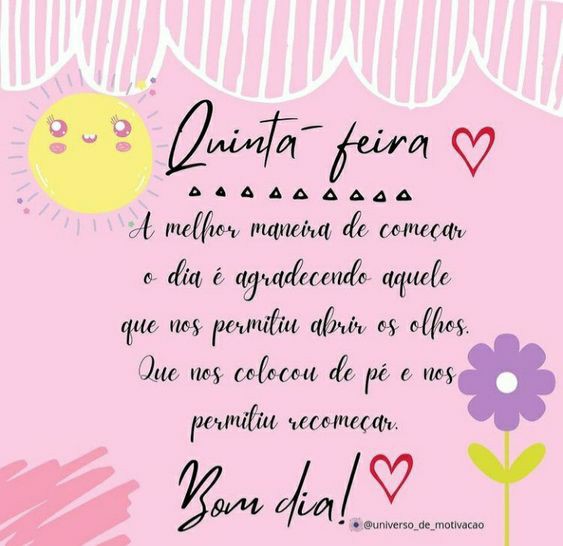 Quinta-feira
A melhor maneira de começar
o dia é agradecendo aquele
que nos permitiu abrir os olhos.
Que nos colocou de pé e nos
permitiu recomeçar.
Bom dia!
@universo_de_motivacao